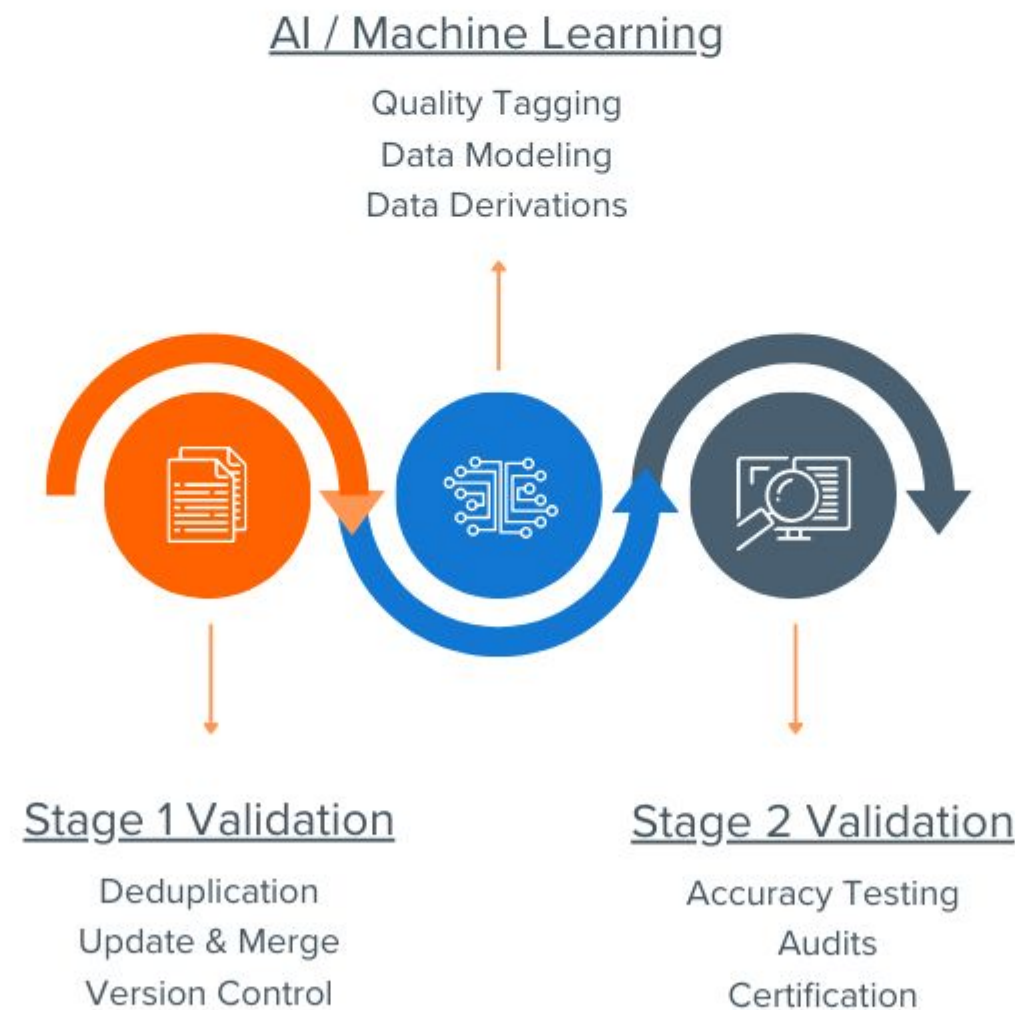 AI / Machine Learning
Quality Tagging
Data Modeling
Data Derivations
Stage 1 Validation
Deduplication
Update & Merge
Version Control
Stage 2 Validation
Accuracy Testing
Audits
Certification